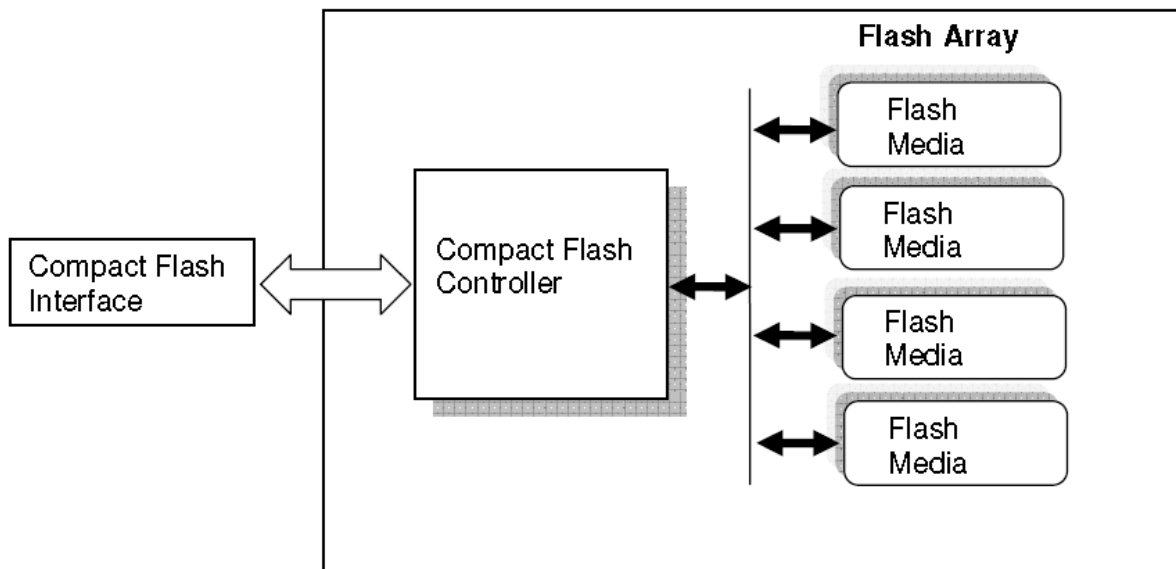 Flash Array
Flash
Media
Flash
Media
Compact Flash
Interface
Compact Flash
Controller
Flash
Media
Flash
Media